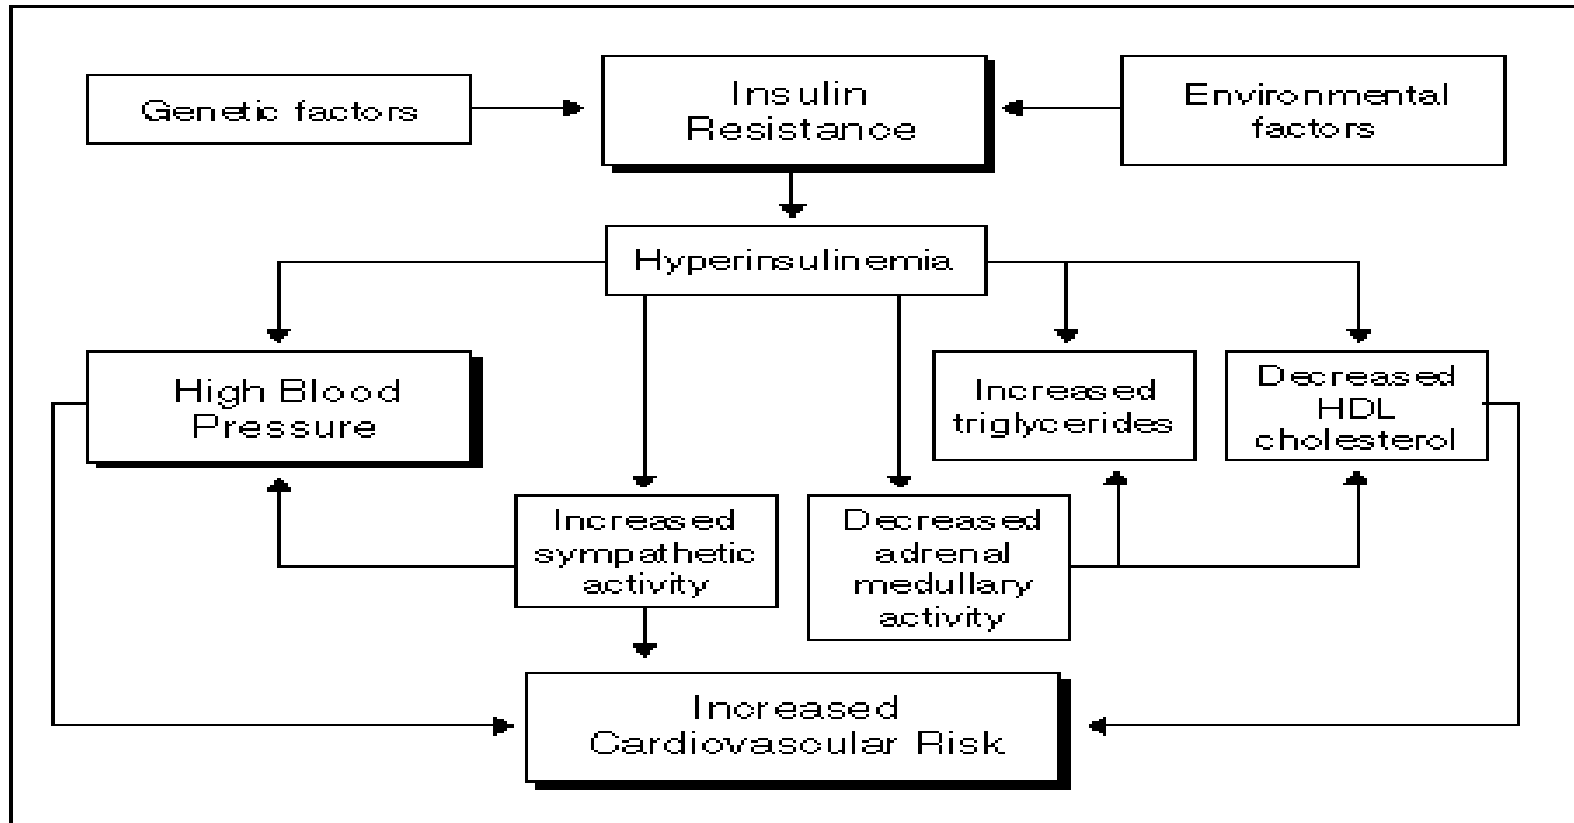 Genetic factors
Insulin
Resistance
Environmental
factors
Hyperinsulinemia
High Blood
Pressure
Increased
triglycerides
Decreased
HDL
cholesterol
Increased
sympathetic
activity
Decreased
adrenal
medullary
activity
Increased
Cardiovascular Risk